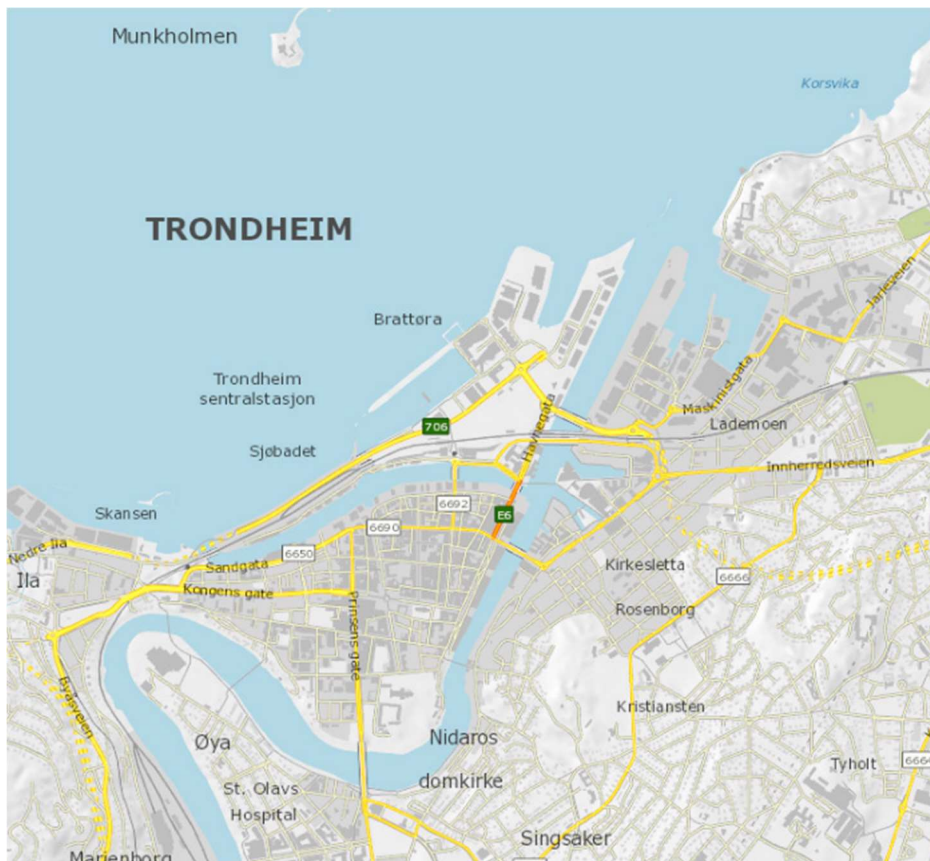 Munkholmen
Korsvika
TRONDHEIM
Jarleveien
Brattøra
Trondheim
sentralstasjon
Maskinistgata
Havnegata
706
Lademoen
Sjøbadet
Innherredsveien
6692
Skansen
E6
6690
6650
Nedre Ila
Sandgata
Kirkesletta
Ila
6666
Kongens gate
Rosenborg
Prinsens gate
Byåsveien
Kristiansten
Øya
Nidaros
domkirke
6664
Tyholt
St. Olavs
Hospital
Singsaker
Marienborg